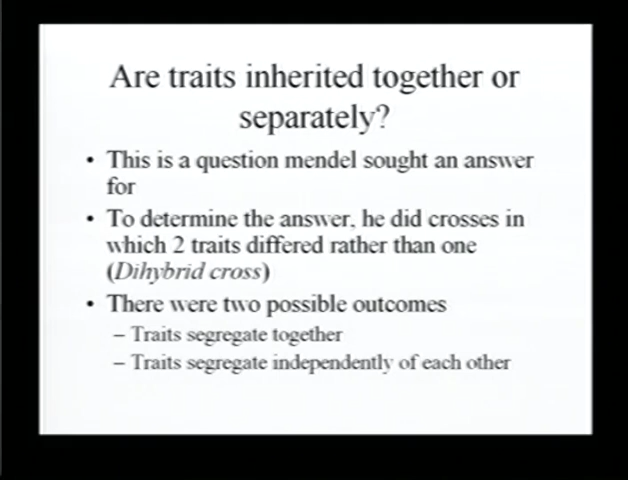 Are traits inherited together or
separately?
• This is a question mendel sought an answer
for
• To determine the answer, he did crosses in
which 2 traits differed rather than one
(Dihybrid cross)
• There were two possible outcomes
– Traits segregate together
– Traits segregate independently of each other